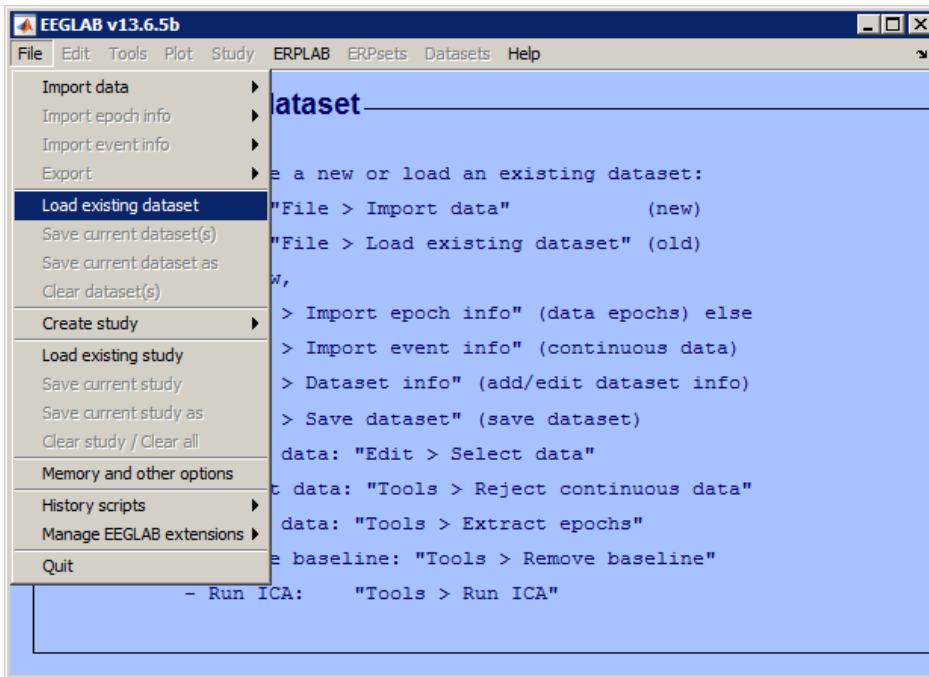 EEGLAB v13.6.5b
File Edit Tools Plot Study ERPLAB ERPsets Datasets Help
Import data
Import epoch info
Import event info
Export
Load existing dataset
Save current dataset(s)
Save current dataset as
Clear dataset(s)
Create study
Load existing study
Save current study
Save current study as
Clear study / Clear all
Memory and other options
History scripts
Manage EEGLAB extensions
Quit
ataset
e a new or load an existing dataset:
"File > Import data" (new)
"File > Load existing dataset" (old)
w,
> Import epoch info" (data epochs) else
> Import event info" (continuous data)
> Dataset info" (add/edit dataset info)
> Save dataset" (save dataset)
data: "Edit > Select data"
t data: "Tools > Reject continuous data"
data: "Tools > Extract epochs"
e baseline: "Tools > Remove baseline"
- Run ICA: "Tools > Run ICA"